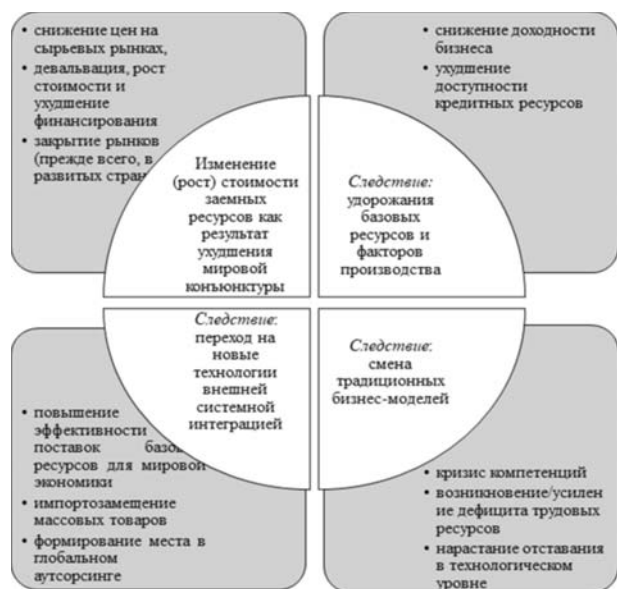 • снижение цен на
сырьевых рынках,
• девальвация, рост
стоимости и
ухудшение
финансирования
• закрытие рынков
(прежде всего, в
развитых стран
Изменение
(рост) стоимости
заемных
ресурсов как
результат
ухудшения
мировой
конъюнктуры
• снижение доходности
бизнеса
• ухудшение
доступности
кредитных ресурсов
Следствие:
удорожания
базовых
ресурсов и
факторов
производства
Следствие:
переход на
новые
технологии
внешней
системной
интеграцией
• повышение
эффективности
поставок базо
ресурсов для мировой
экономики
• импортозамещение
массовых товаров
• формирование места в
глобальном
аутсорсинге
Следствие:
смена
традиционных
бизнес-моделей
• кризис компетенций
• возникновение/усилен
ие дефицита трудовых
ресурсов
• нарастание отставания
в технологическом
уровне